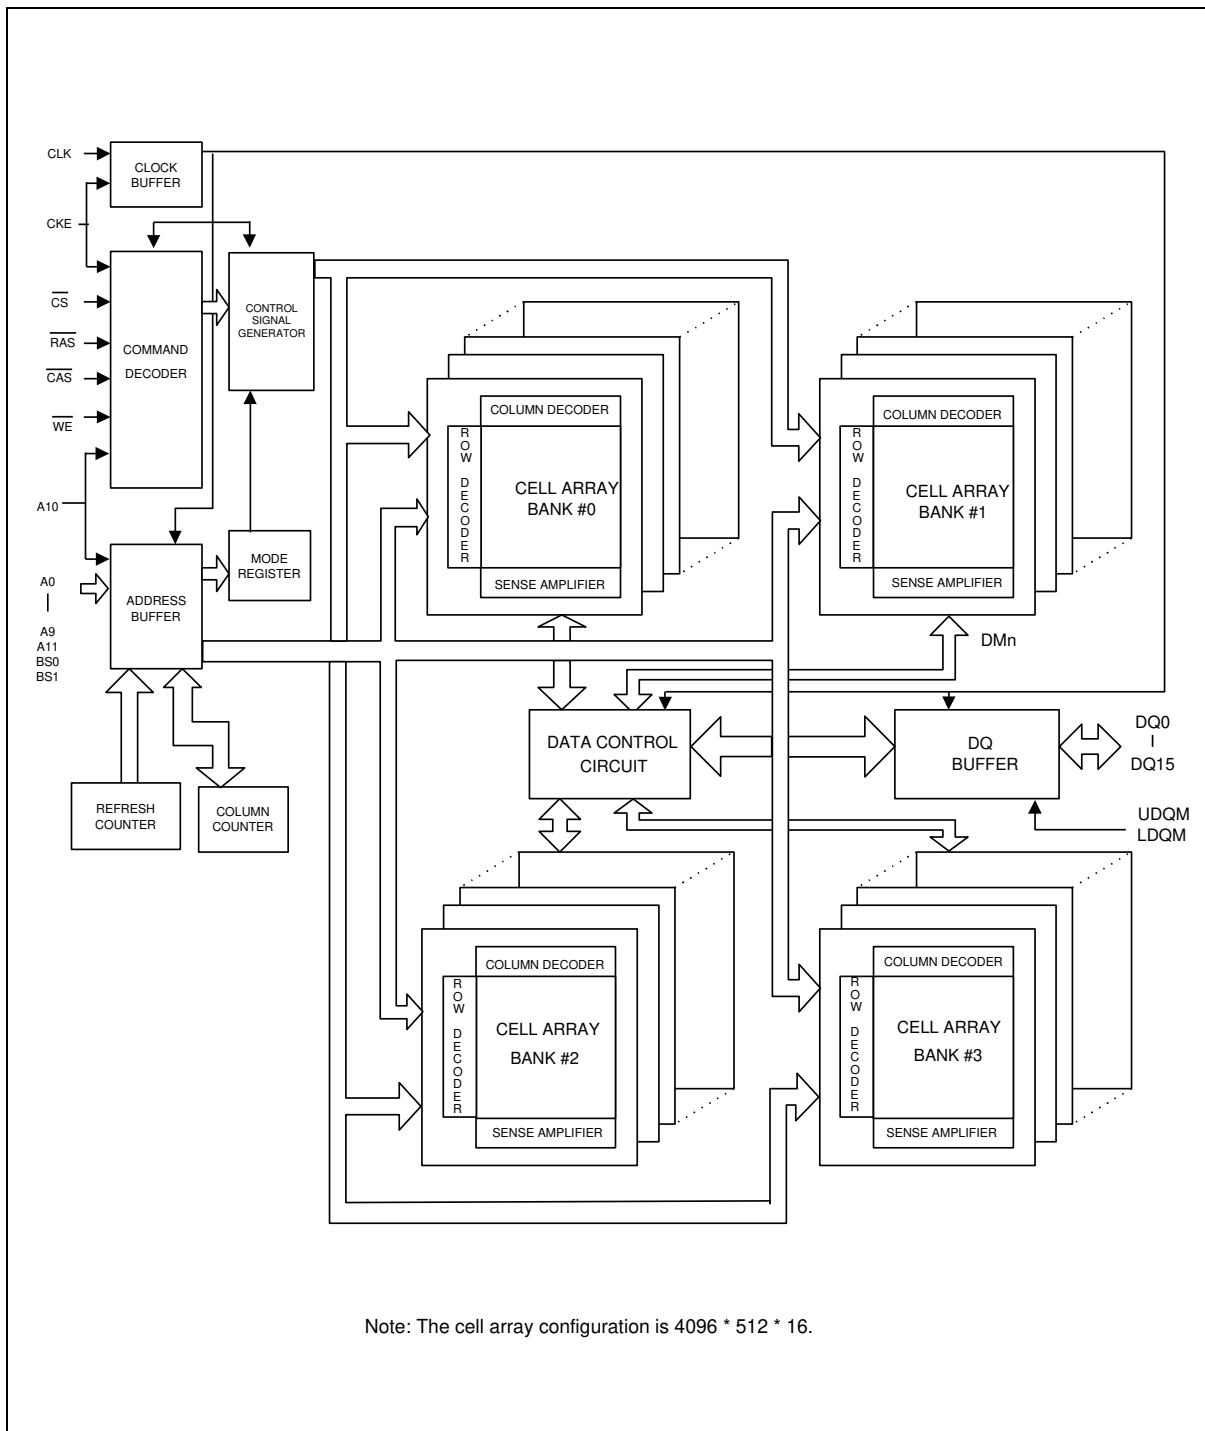 CLK
CLOCK
BUFFER
CKE
CS
RAS
CAS
WE
COMMAND
DECODER
CONTROL
SIGNAL
GENERATOR
A10
A0
A9
A11
BS0
BS1
ADDRESS
BUFFER
MODE
REGISTER
REFRESH
COUNTER
COLUMN
COUNTER
COLUMN DECODER
ROW DECODER
CELL ARRAY
BANK #0
SENSE AMPLIFIER
COLUMN DECODER
ROW DECODER
CELL ARRAY
BANK #1
SENSE AMPLIFIER
DMn
DATA CONTROL
CIRCUIT
DQ
BUFFER
DQ0
DQ15
UDQM
LDQM
COLUMN DECODER
ROW DECODER
CELL ARRAY
BANK #2
SENSE AMPLIFIER
COLUMN DECODER
ROW DECODER
CELL ARRAY
BANK #3
SENSE AMPLIFIER
Note: The cell array configuration is 4096 * 512 * 16.